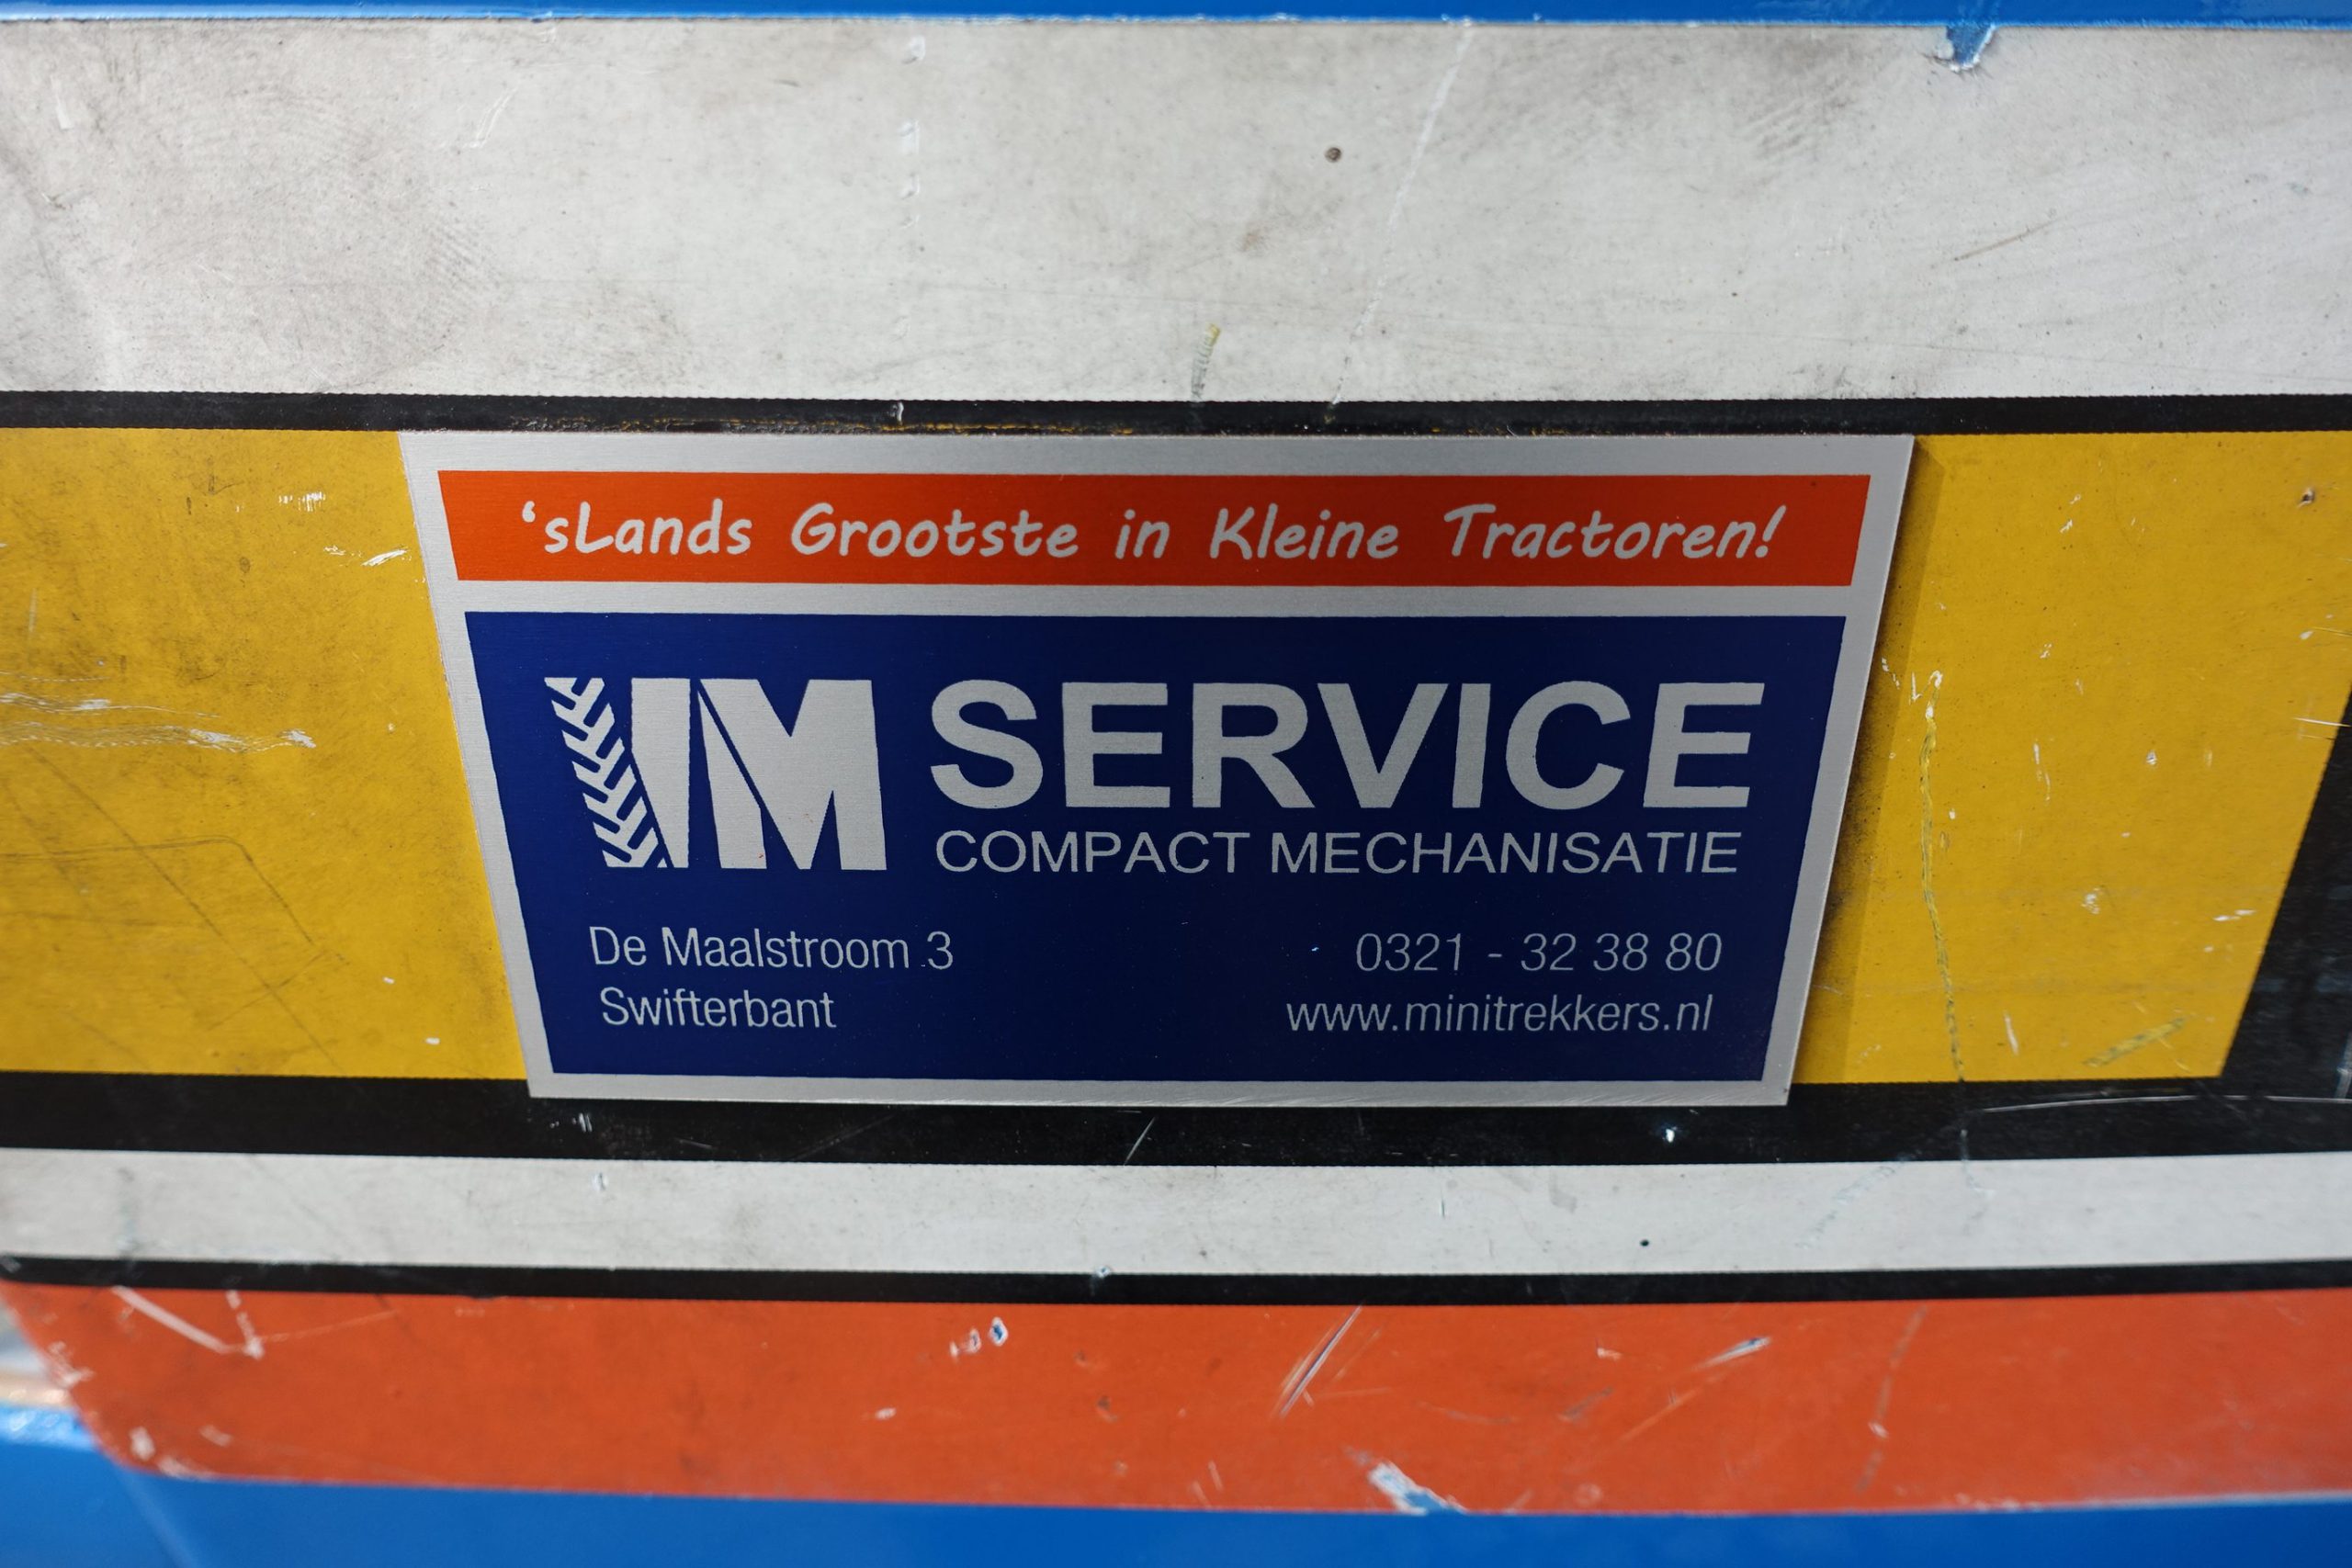 'sLands Grootste in Kleine Tractoren!
IM SERVICE
COMPACT MECHANISATIE
De Maalstroom 3
Swifterbant
0321 - 32 38 80
www.minitrekkers.nl